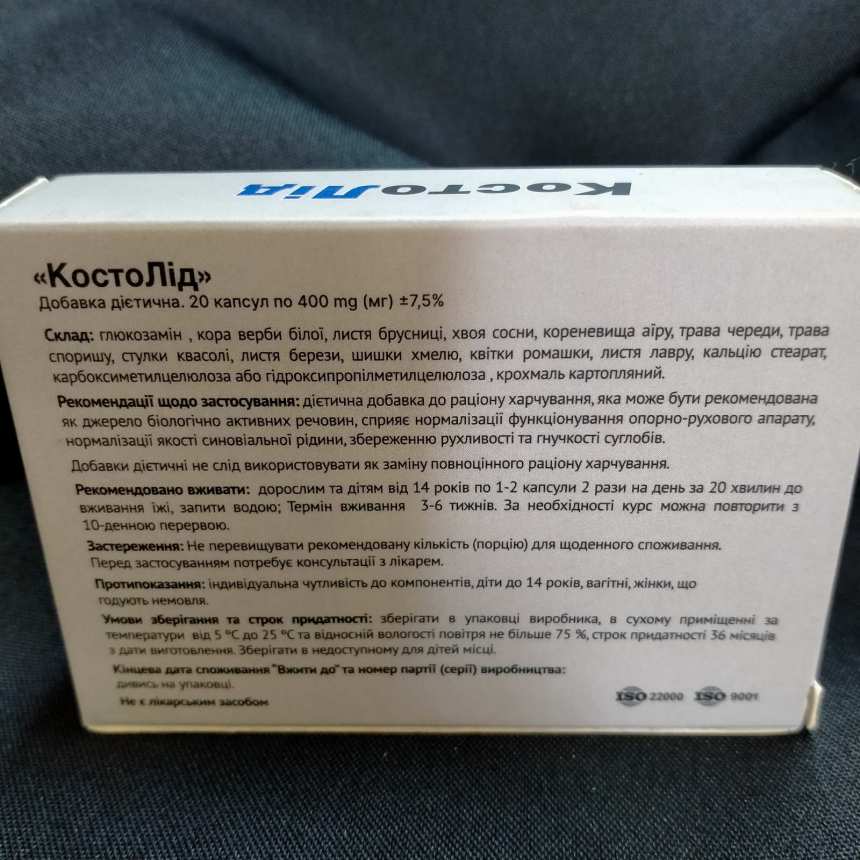 КостоЛід
«КостоЛід»
Добавка дієтична. 20 капсул по 400 mg (мг) ±7,5%
Склад: глюкозамін , кора верби білої, листя брусниці, хвоя сосни, кореневища аїру, трава череди, трава
споришу, стулки квасолі, листя берези, шишки хмелю, квітки ромашки, листя лавру, кальцію стеарат,
карбоксиметилцелюлоза або гідроксипропілметилцелюлоза , крохмаль картопляний.
Рекомендації щодо застосування: дієтична добавка до раціону харчування, яка може бути рекомендована
як джерело біологічно активних речовин, сприяє нормалізації функціонування опорно-рухового апарату,
нормалізації якості синовіальної рідини, збереженню рухливості та гнучкості суглобів.
Добавки дієтичні не слід використовувати як заміну повноцінного раціону харчування.
Рекомендовано вживати: дорослим та дітям від 14 років по 1-2 капсули 2 рази на день за 20 хвилин до
вживання їжі, запити водою; Термін вживання 3-6 тижнів. За необхідності курс можна повторити з
10-денною перервою.
Застереження: Не перевищувати рекомендовану кількість (порцію) для щоденного споживання.
Перед застосуванням потребує консультації з лікарем.
Протипоказання: індивідуальна чутливість до компонентів, діти до 14 років, вагітні, жінки, що
годують немовля.
Умови зберігання та строк придатності: зберігати в упаковці виробника, в сухому приміщенні за
температури від 5 °С до 25 °С та відносній вологості повітря не більше 75 %, строк придатності 36 місяців
з дати виготовлення. Зберігати в недоступному для дітей місці.
Кінцева дата споживання "Вжити до" та номер партії (серії) виробництва:
дивись на упаковці.
Не є лікарським засобом
ISO 22000 ISO 9001